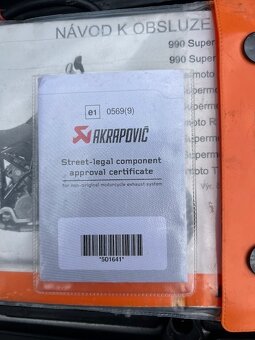 NÁVOD K OBSLUZE
990 Super
990 Super
e1 0569(9)
AKRAPOVIČ
Street-legal component
approval certificate
for non-original motorcycle exhaust system
*501641*